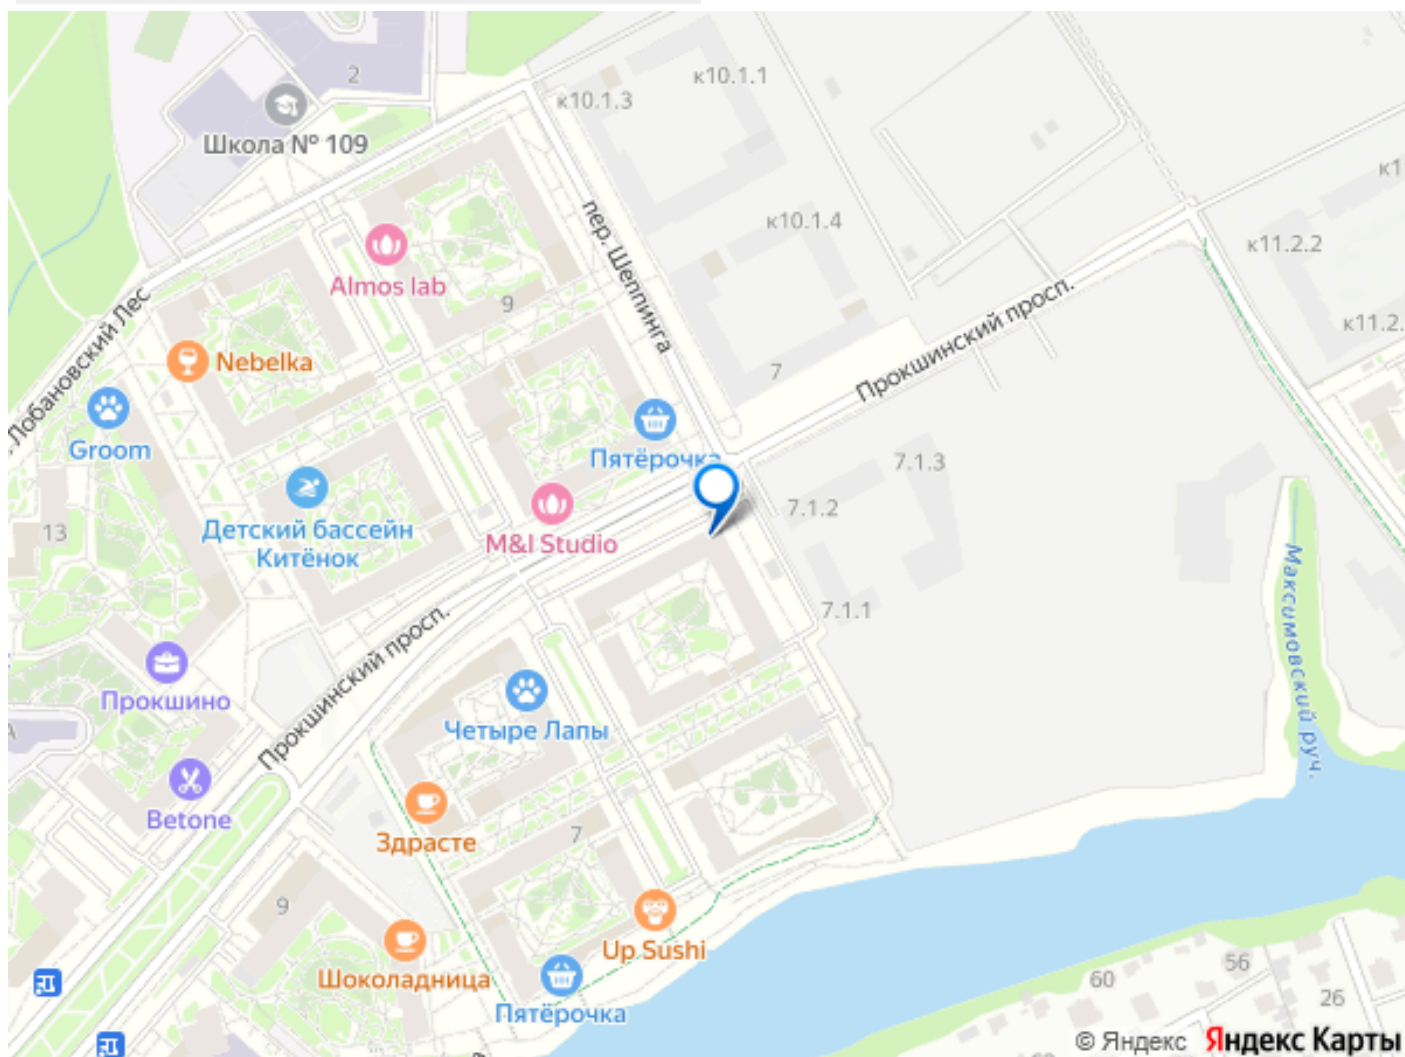 2
к10.1.1
к10.1.3
Школа № 109
к1
пер. Шеппинга
к10.1.4
к11.2.2
Almos lab
9
Прокшинский просп.
к11.2.
Лобановский Лес
Nebelka
7
Groom
Пятёрочка
7.1.3
Детский бассейн
Китёнок
13
M&I Studio
7.1.2
Максимовский руч.
7.1.1
Прокшинский просп.
Прокшино
Четыре Лапы
Betone
Здрасте
7
9
Up Sushi
Шоколадница
Пятёрочка
60
56
26
© Яндекс Яндекс Карты